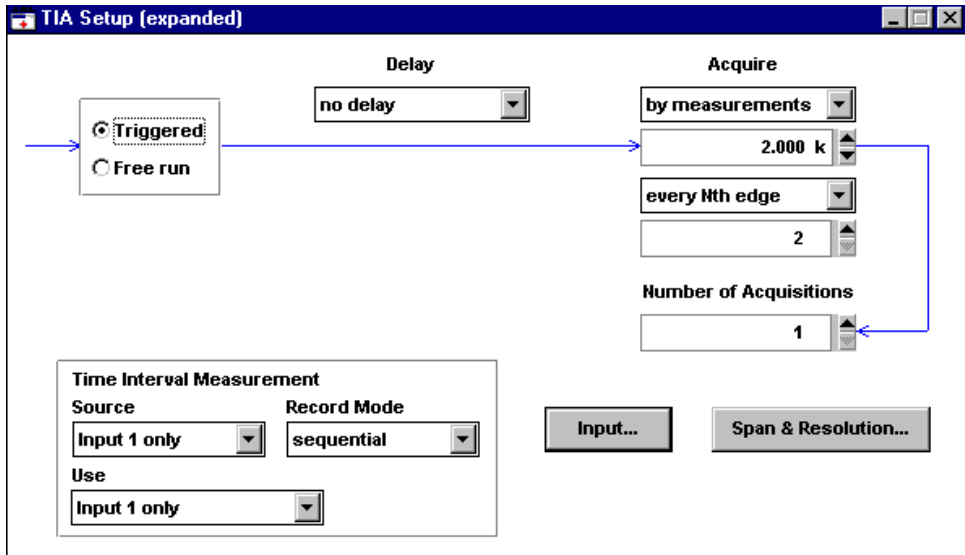 TIA Setup (expanded)
Delay
Acquire
no delay
by measurements
Triggered
Free run
2.000 k
every Nth edge
2
Number of Acquisitions
1
Time Interval Measurement
Source
Record Mode
Input 1 only
sequential
Use
Input 1 only
Input...
Span & Resolution...